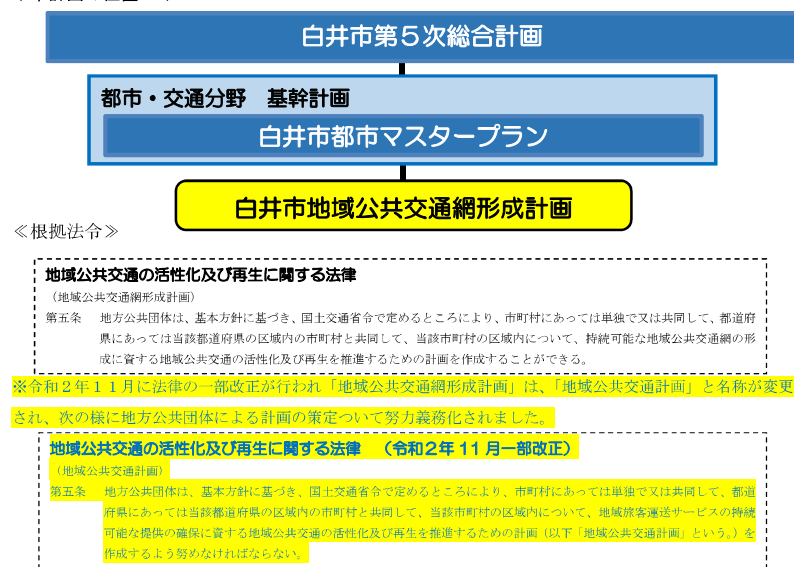 白井市第５次総合計画
都市・交通分野　基幹計画
白井市都市マスタープラン
白井市地域公共交通網形成計画
≪根拠法令≫
地域公共交通の活性化及び再生に関する法律
（地域公共交通網形成計画）
第五条　地方公共団体は、基本方針に基づき、国土交通省令で定めるところにより、市町村にあっては単独で又は共同して、都道府
県にあっては当該都道府県の区域内の市町村と共同して、当該市町村の区域内について、持続可能な地域公共交通網の形
成に資する地域公共交通の活性化及び再生を推進するための計画を作成することができる。
※令和２年１１月に法律の一部改正が行われ「地域公共交通網形成計画」は、「地域公共交通計画」と名称が変更
され、次の様に地方公共団体による計画の策定ついて努力義務化されました。
地域公共交通の活性化及び再生に関する法律　（令和２年 11 月一部改正）
（地域公共交通計画）
第五条　地方公共団体は、基本方針に基づき、国土交通省令で定めるところにより、市町村にあっては単独で又は共同して、都道
府県にあっては当該都道府県の区域内の市町村と共同して、当該市町村の区域内について、地域旅客運送サービスの持続
可能な提供の確保に資する地域公共交通の活性化及び再生を推進するための計画（以下「地域公共交通計画」という。）を
作成するよう努めなければならない。